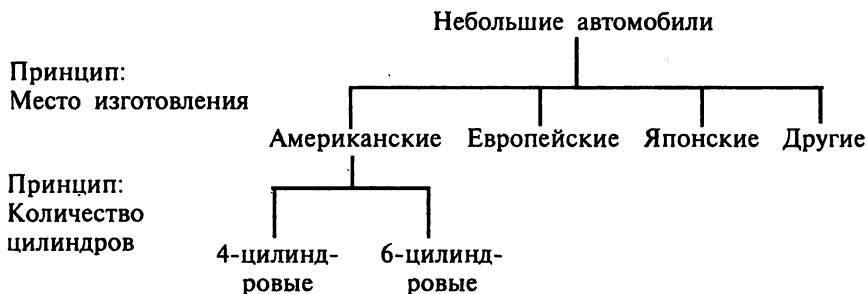 Небольшие автомобили
Принцип:
Место изготовления
Американские Европейские Японские Другие
Принцип:
Количество
цилиндров
4-цилинд- 6-цилинд-
ровые ровые